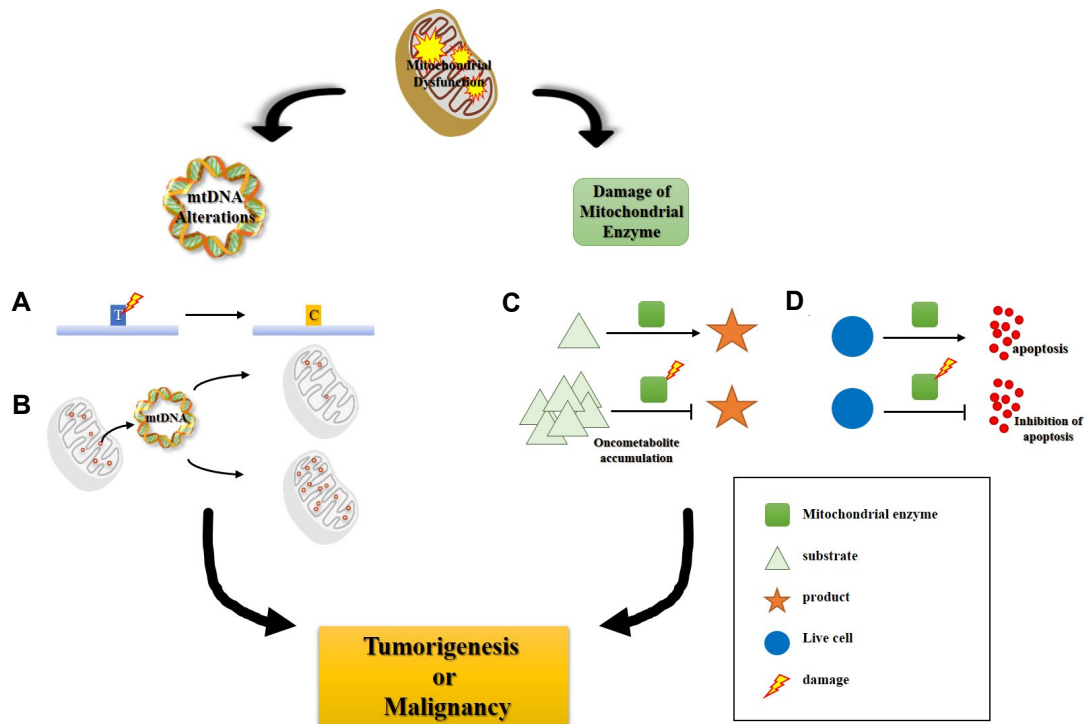 Mitochondrial
Dysfunction
mtDNA
Alterations
Damage of
Mitochondrial
Enzyme
A
T
C
B
mtDNA
C
Oncometabolite
accumulation
D
apoptosis
Inhibition of
apoptosis
Mitochondrial enzyme
substrate
product
Live cell
damage
Tumorigenesis
or
Malignancy